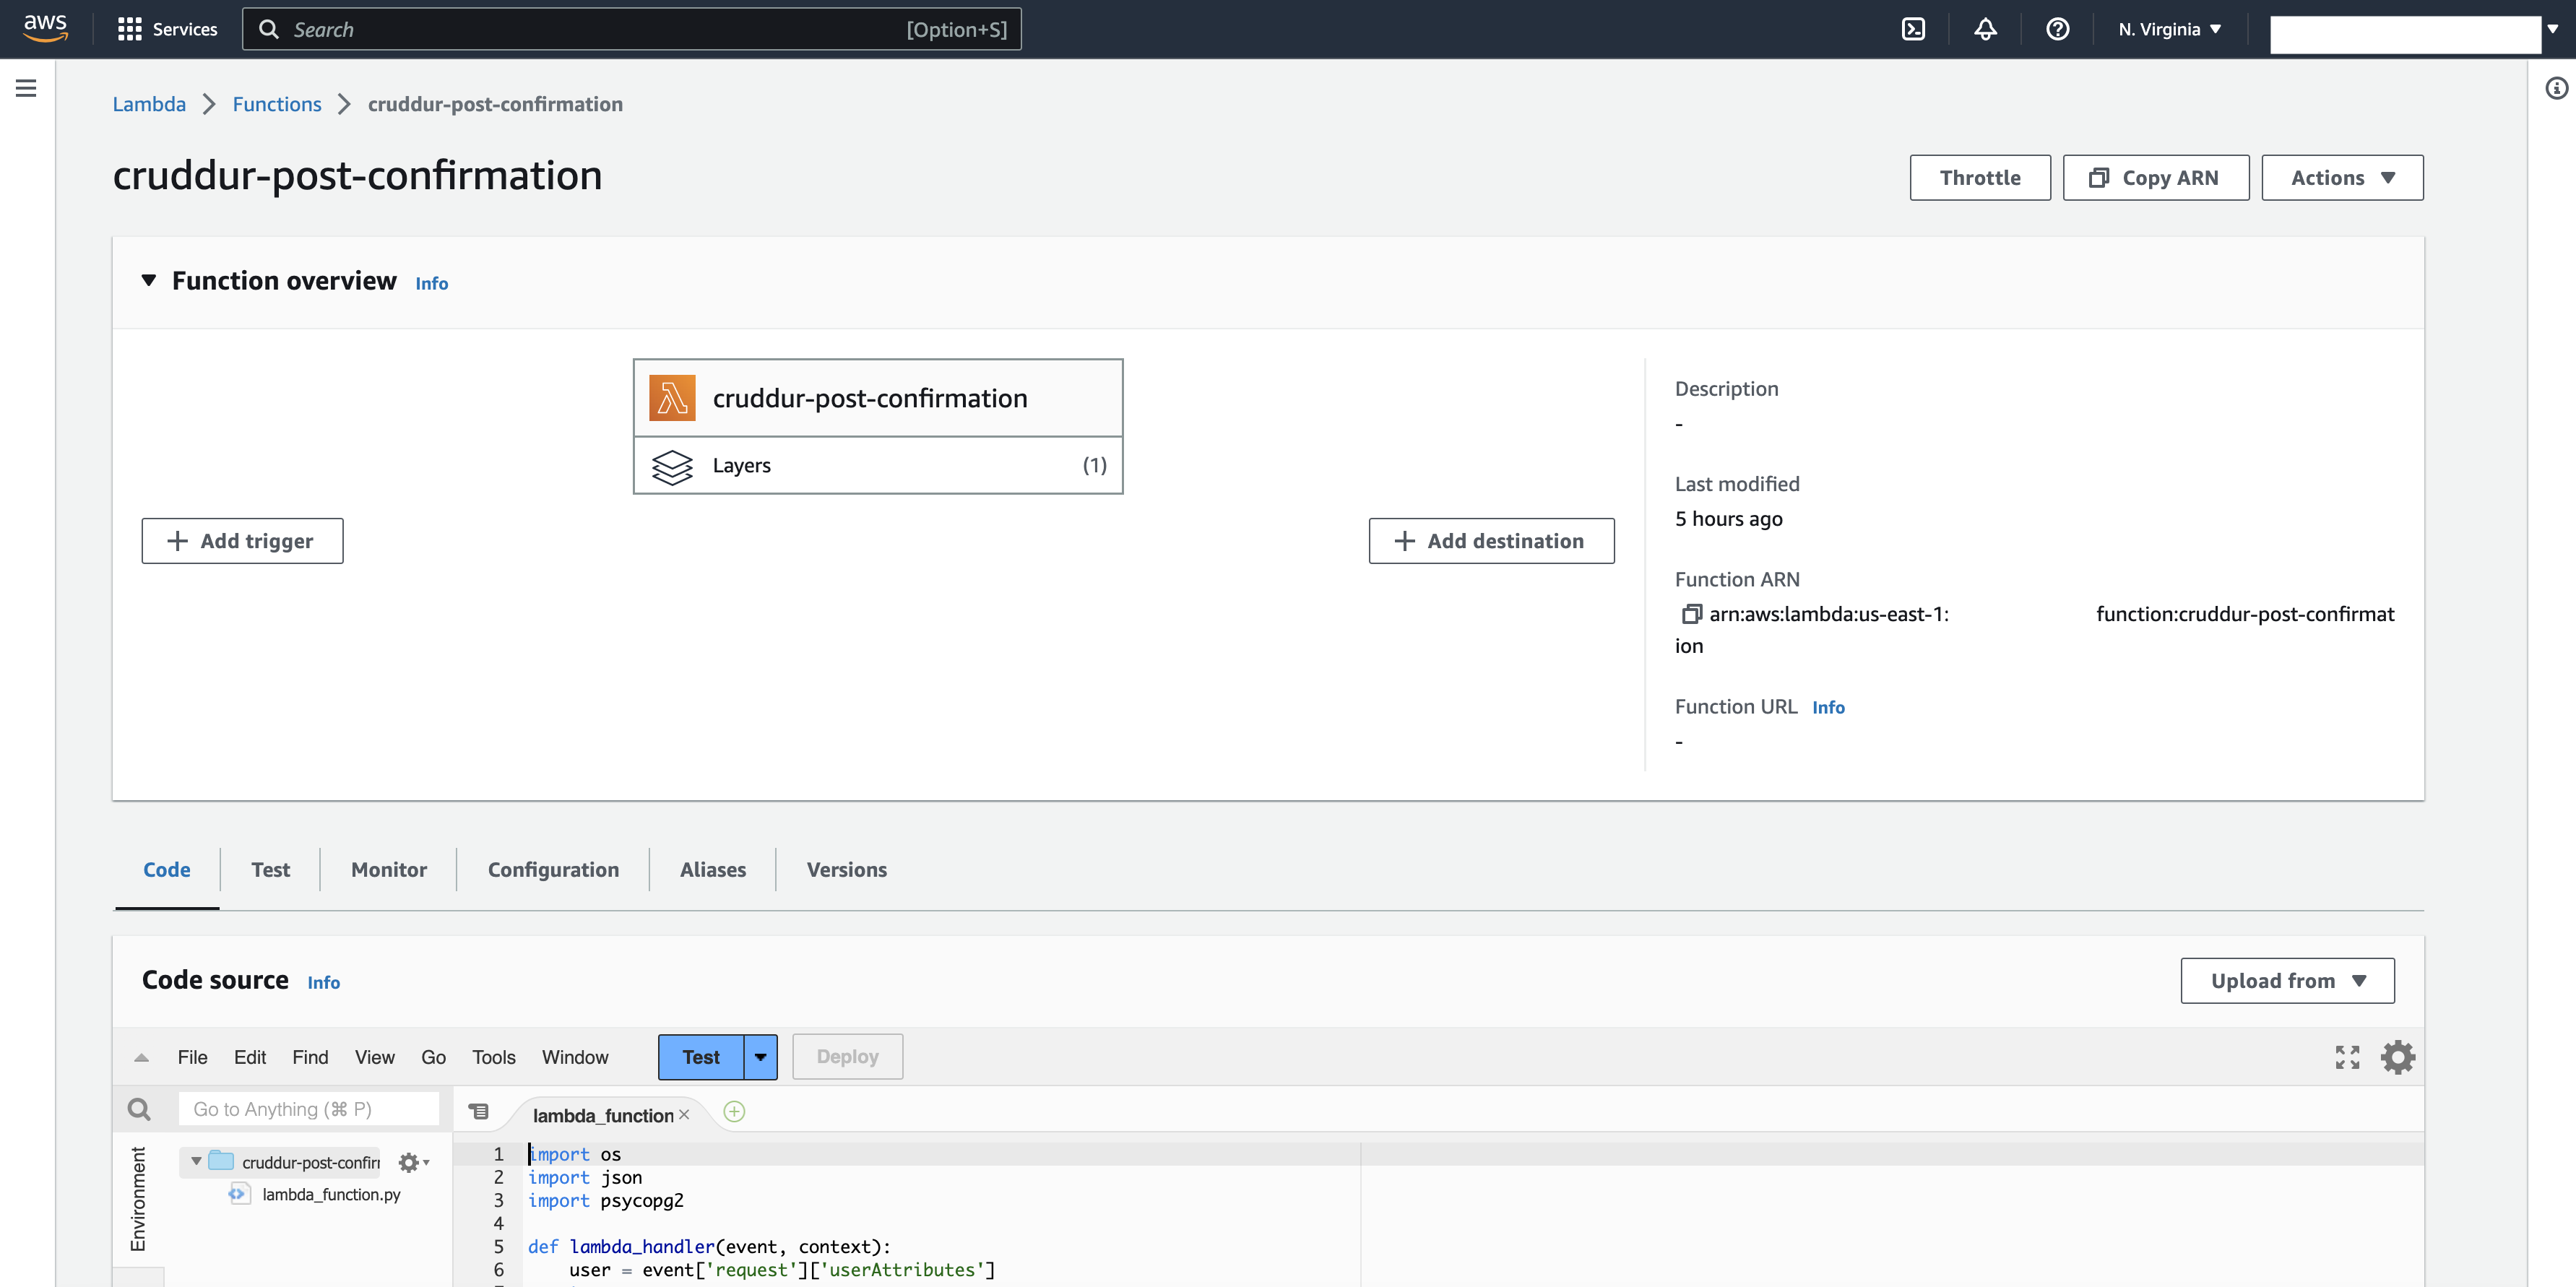 aws Services Search [Option+S] N. Virginia
Lambda Functions cruddur-post-confirmation
cruddur-post-confirmation
Throttle Copy ARN Actions
Function overview Info
cruddur-post-confirmation
Layers (1)
+ Add trigger
+ Add destination
Description
-
Last modified
5 hours ago
Function ARN
arn:aws:lambda:us-east-1: function:cruddur-post-confirmat
ion
Function URL Info
-
Code Test Monitor Configuration Aliases Versions
Code source Info
Upload from
File Edit Find View Go Tools Window Test Deploy
Go to Anything (⌘ P)
lambda_function
Environment
cruddur-post-confirm
lambda_function.py
1 import os
2 import json
3 import psycopg2
4
5 def lambda_handler(event, context):
6 user = event['request']['userAttributes']